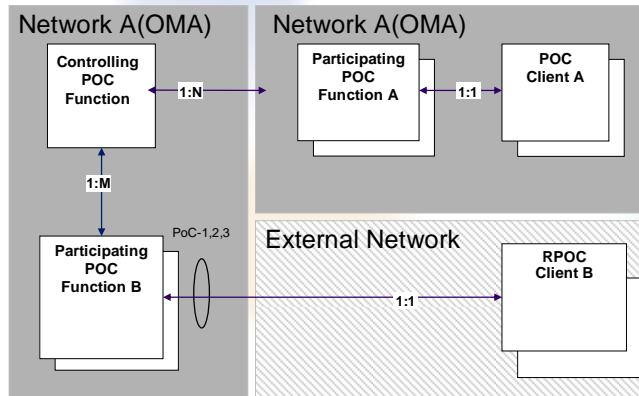 Network A(OMA)
Controlling
POC
Function
1:N
1:M
PoC-1,2,3
Participating
POC
Function B
Network A(OMA)
Participating
POC
Function A
1:1
POC
Client A
External Network
RPOC
Client B
1:1